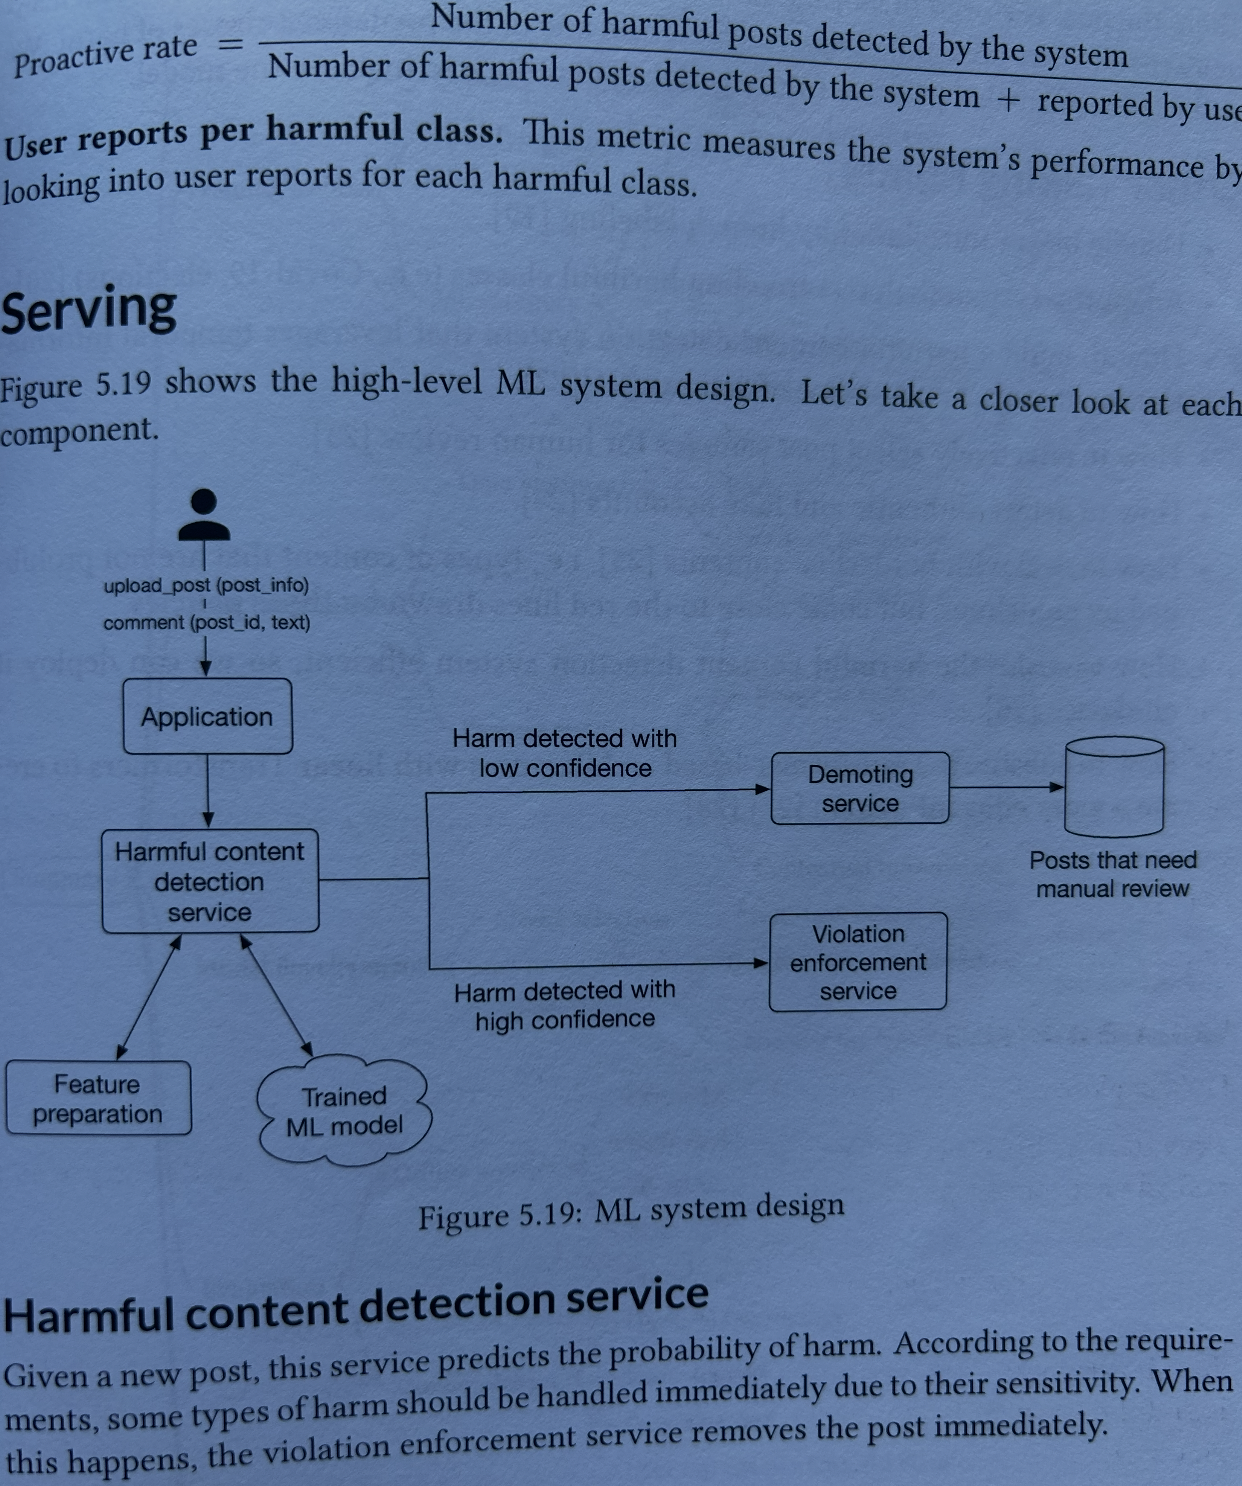 Proactive rate = Number of harmful posts detected by the system
Number of harmful posts detected by the system + reported by
User reports per harmful class. This metric measures the system's performance by
looking into user reports for each harmful class.
Serving
Figure 5.19 shows the high-level ML system design. Let's take a closer look at each
component.
upload_post (post_info)
comment (post_id, text)
Application
Harm detected with
low confidence
Demoting
service
Posts that need
manual review
Harmful content
detection
service
Violation
enforcement
service
Harm detected with
high confidence
Feature
preparation
Trained
ML model
Figure 5.19: ML system design
Harmful content detection service
Given a new post, this service predicts the probability of harm. According to the require-
ments, some types of harm should be handled immediately due to their sensitivity. When
this happens, the violation enforcement service removes the post immediately.